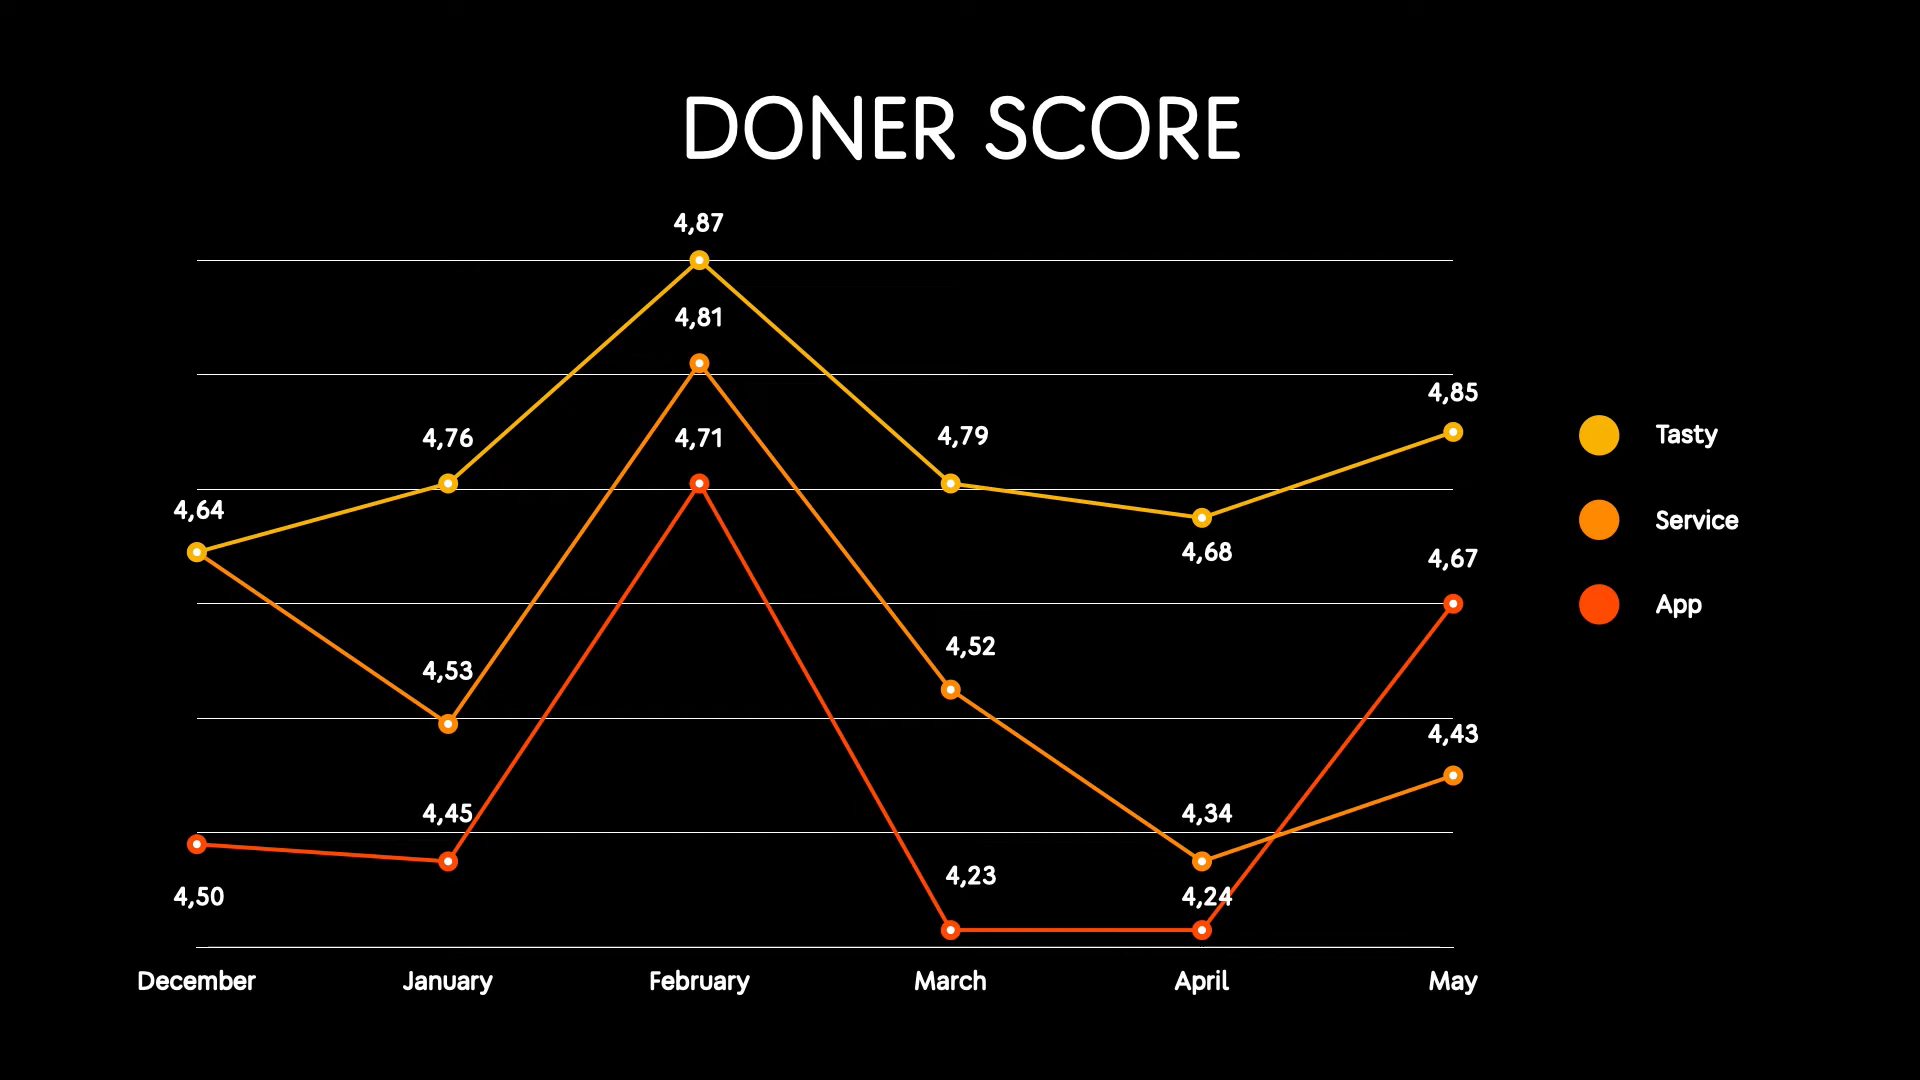 DONER SCORE
4,87
4,81
4,85
4,76
4,71
4,79
4,64
4,68
4,67
4,53
4,52
4,43
4,45
4,34
4,23
4,50
4,24
December
January
February
March
April
May
Tasty
Service
App